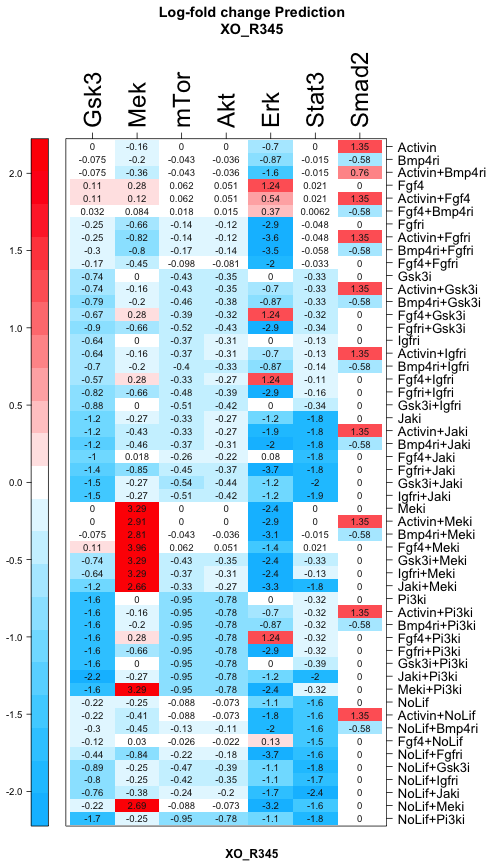 Log-fold change Prediction
XO_R345
Gsk3 Mek mTor Akt Erk Stat3 Smad2
0 -0.16 0 0 -0.7 0 1.35 Activin
-0.075 -0.2 -0.043 -0.036 -0.87 -0.015 -0.58 Bmp4ri
-0.075 -0.36 -0.043 -0.036 -1.6 -0.015 0.76 Activin+Bmp4ri
0.11 0.28 0.062 0.051 1.24 0.021 0 Fgf4
0.11 0.12 0.062 0.051 0.54 0.021 1.35 Activin+Fgf4
0.032 0.084 0.018 0.015 0.37 0.0062 -0.58 Fgf4+Bmp4ri
-0.25 -0.66 -0.14 -0.12 -2.9 -0.048 0 Fgfri
-0.25 -0.82 -0.14 -0.12 -3.6 -0.048 1.35 Activin+Fgfri
-0.3 -0.8 -0.17 -0.14 -3.5 -0.058 -0.58 Bmp4ri+Fgfri
-0.17 -0.45 -0.098 -0.081 -2 -0.033 0 Fgf4+Fgfri
-0.74 0 -0.43 -0.35 0 -0.33 0 Gsk3i
-0.74 -0.16 -0.43 -0.35 -0.7 -0.33 1.35 Activin+Gsk3i
-0.79 -0.2 -0.46 -0.38 -0.87 -0.33 -0.58 Bmp4ri+Gsk3i
-0.67 0.28 -0.39 -0.32 1.24 -0.32 0 Fgf4+Gsk3i
-0.9 -0.66 -0.52 -0.43 -2.9 -0.34 0 Fgfri+Gsk3i
-0.64 0 -0.37 -0.31 0 -0.13 0 Igfri
-0.64 -0.16 -0.37 -0.31 -0.7 -0.13 1.35 Activin+Igfri
-0.7 -0.2 -0.4 -0.33 -0.87 -0.14 -0.58 Bmp4ri+Igfri
-0.57 0.28 -0.33 -0.27 1.24 -0.11 0 Fgf4+Igfri
-0.82 -0.66 -0.48 -0.39 -2.9 -0.16 0 Fgfri+Igfri
-0.88 0 -0.51 -0.42 0 -0.34 0 Gsk3i+Igfri
-1.2 -0.27 -0.33 -0.27 -1.2 -1.8 0 Jaki
-1.2 -0.43 -0.33 -0.27 -1.9 -1.8 1.35 Activin+Jaki
-1.2 -0.46 -0.37 -0.31 -2 -1.8 -0.58 Bmp4ri+Jaki
-1 0.018 -0.26 -0.22 0.08 -1.8 0 Fgf4+Jaki
-1.4 -0.85 -0.45 -0.37 -3.7 -1.8 0 Fgfri+Jaki
-1.5 -0.27 -0.54 -0.44 -1.2 -2 0 Gsk3i+Jaki
-1.5 -0.27 -0.51 -0.42 -1.2 -1.9 0 Igfri+Jaki
0 3.29 0 0 -2.4 0 0 Meki
0 2.91 0 0 -2.9 0 1.35 Activin+Meki
-0.075 2.81 -0.043 -0.036 -3.1 -0.015 -0.58 Bmp4ri+Meki
0.11 3.96 0.062 0.051 -1.4 0.021 0 Fgf4+Meki
-0.74 3.29 -0.43 -0.35 -2.4 -0.33 0 Gsk3i+Meki
-0.64 3.29 -0.37 -0.31 -2.4 -0.13 0 Igfri+Meki
-1.2 2.66 -0.33 -0.27 -3.3 -1.8 0 Jaki+Meki
-1.6 0 -0.95 -0.78 0 -0.32 0 Pi3ki
-1.6 -0.16 -0.95 -0.78 -0.7 -0.32 1.35 Activin+Pi3ki
-1.6 -0.2 -0.95 -0.78 -0.87 -0.32 -0.58 Bmp4ri+Pi3ki
-1.6 0.28 -0.95 -0.78 1.24 -0.32 0 Fgf4+Pi3ki
-1.6 -0.66 -0.95 -0.78 -2.9 -0.32 0 Fgfri+Pi3ki
-1.6 0 -0.95 -0.78 0 -0.39 0 Gsk3i+Pi3ki
-2.2 -0.27 -0.95 -0.78 -1.2 -2 0 Jaki+Pi3ki
-1.6 3.29 -0.95 -0.78 -2.4 -0.32 0 Meki+Pi3ki
-0.22 -0.25 -0.088 -0.073 -1.1 -1.6 0 NoLif
-0.22 -0.41 -0.088 -0.073 -1.8 -1.6 1.35 Activin+NoLif
-0.3 -0.45 -0.13 -0.11 -2 -1.6 -0.58 NoLif+Bmp4ri
-0.12 0.03 -0.026 -0.022 0.13 -1.5 0 Fgf4+NoLif
-0.44 -0.84 -0.22 -0.18 -3.7 -1.6 0 NoLif+Fgfri
-0.89 -0.25 -0.47 -0.39 -1.1 -1.8 0 NoLif+Gsk3i
-0.8 -0.25 -0.42 -0.35 -1.1 -1.7 0 NoLif+Igfri
-0.76 -0.38 -0.24 -0.2 -1.7 -2.4 0 NoLif+Jaki
-0.22 2.69 -0.088 -0.073 -3.2 -1.6 0 NoLif+Meki
-1.7 -0.25 -0.95 -0.78 -1.1 -1.8 0 NoLif+Pi3ki
2.0
1.5
1.0
0.5
0.0
-0.5
-1.0
-1.5
-2.0
XO_R345